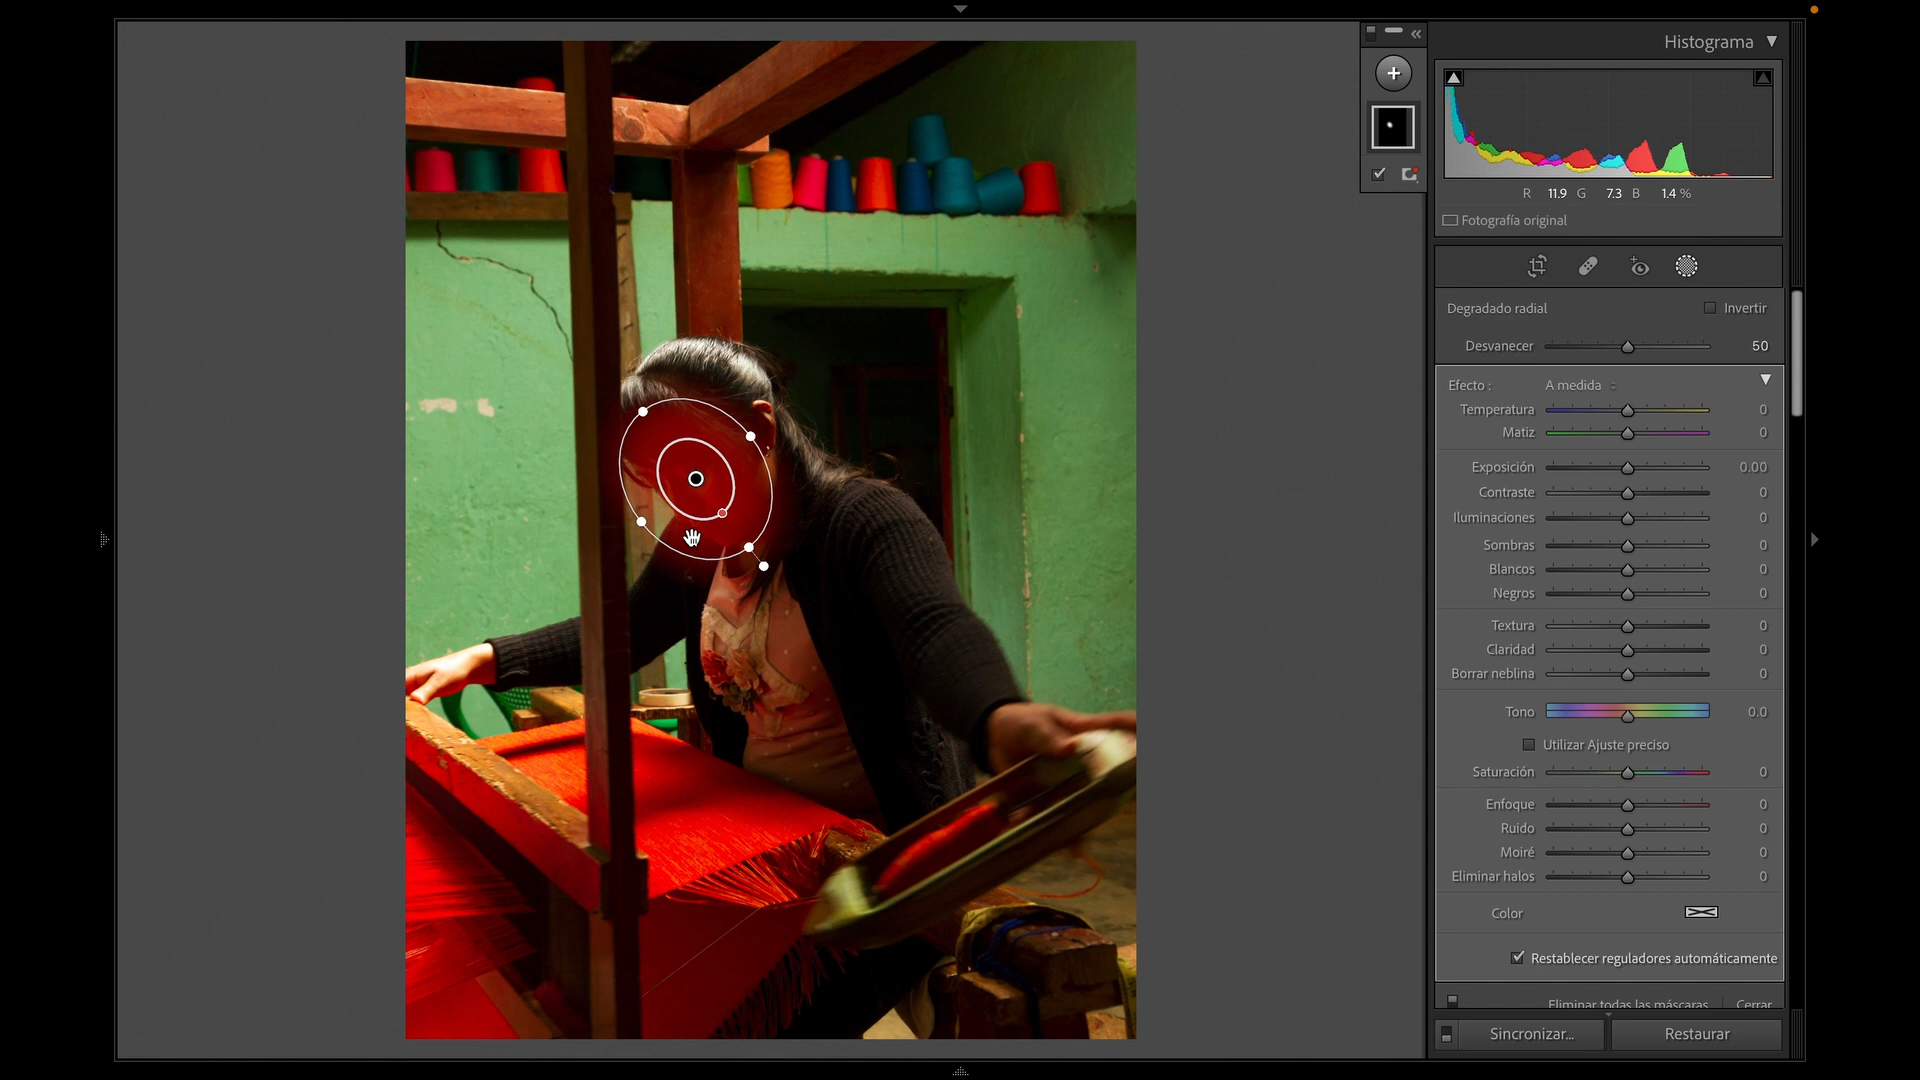 Histograma
R 11.9 G 7.3 B 1.4 %
Fotografía original
Degradado radial Invertir
Desvanecer 50
Efecto : A medida
Temperatura 0
Matiz 0
Exposición 0.00
Contraste 0
Iluminaciones 0
Sombras 0
Blancos 0
Negros 0
Textura 0
Claridad 0
Borrar neblina 0
Tono 0.0
Utilizar Ajuste preciso
Saturación 0
Enfoque 0
Ruido 0
Moiré 0
Eliminar halos 0
Color
Restablecer reguladores automáticamente
Eliminar todas las máscaras Cerrar
Sincronizar... Restaurar